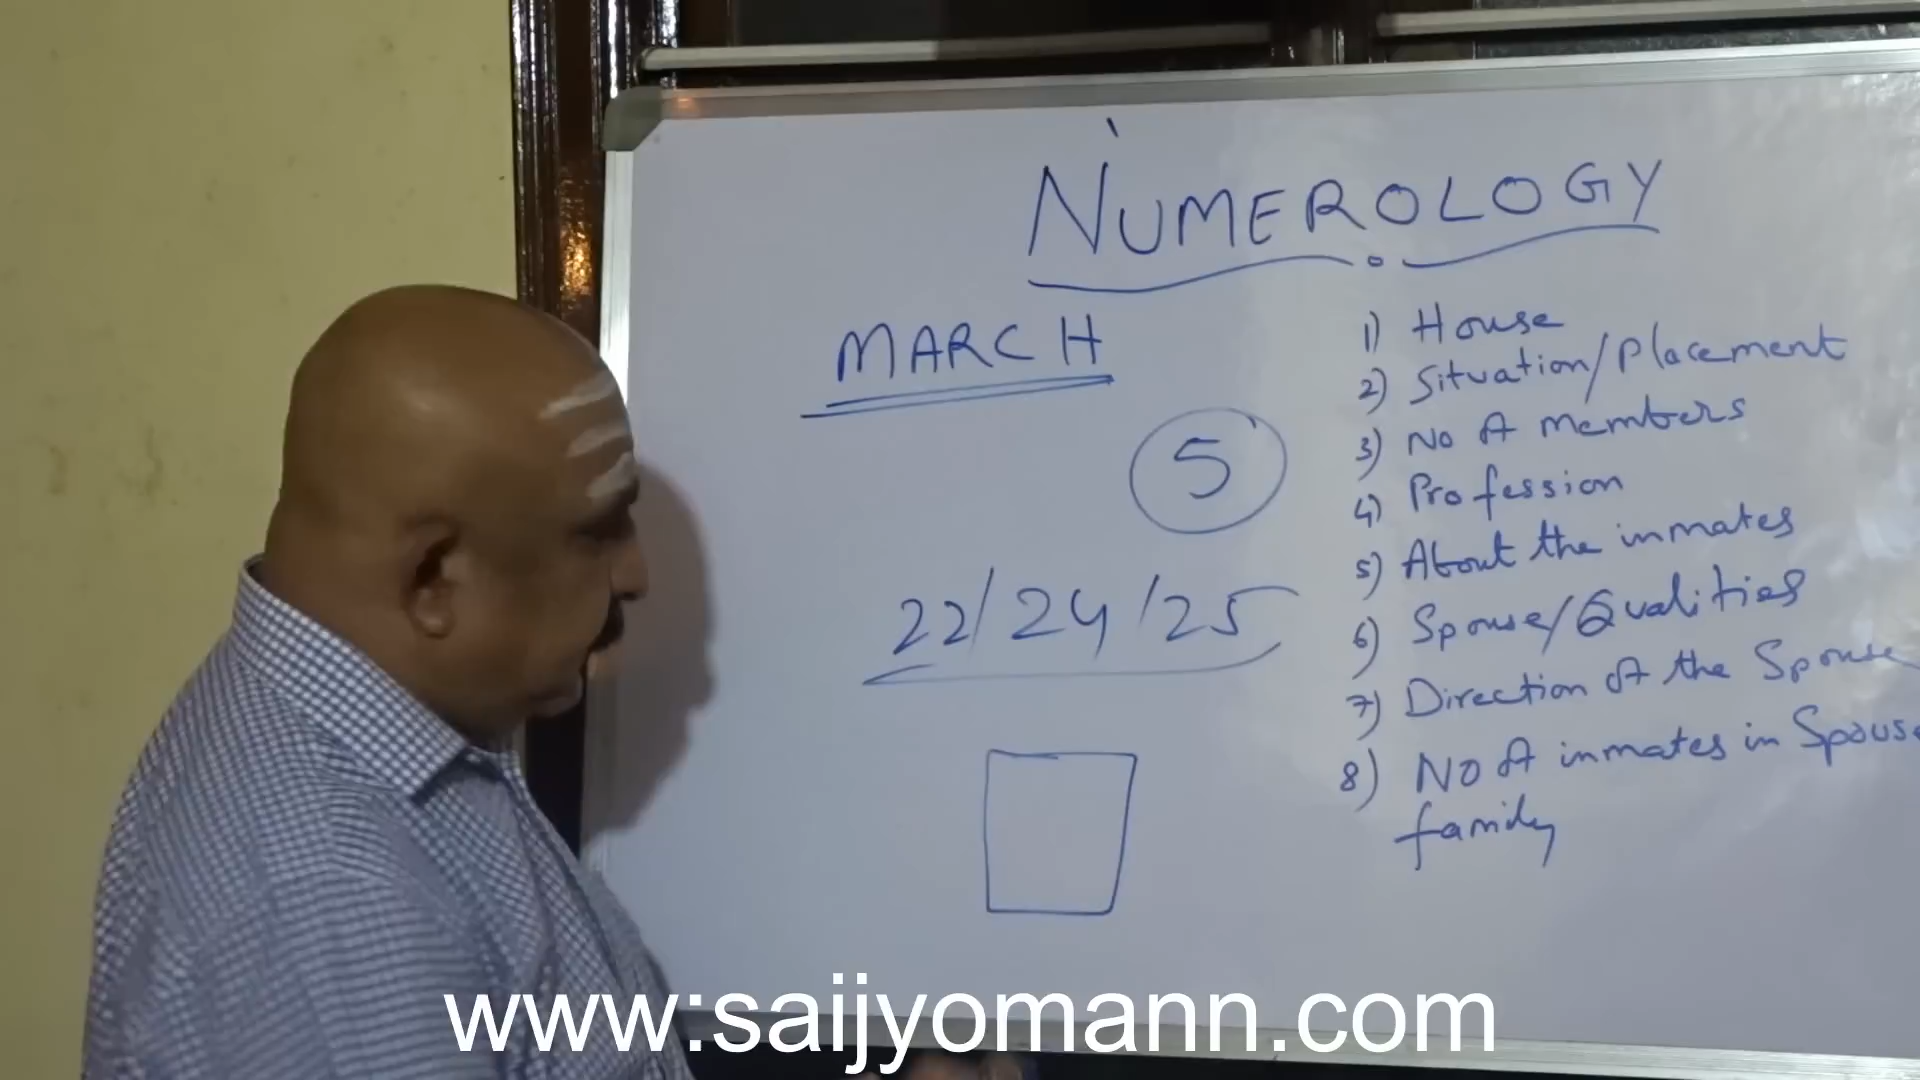 NUMEROLOGY
MARCH
5
22/24/25
1) House
2) Situation/Placement
3) No of members
4) Profession
5) About the inmates
6) Spouse/Qualities
7) Direction of the Spouse
8) No of inmates in Spouse
family
www:saijyomann.com